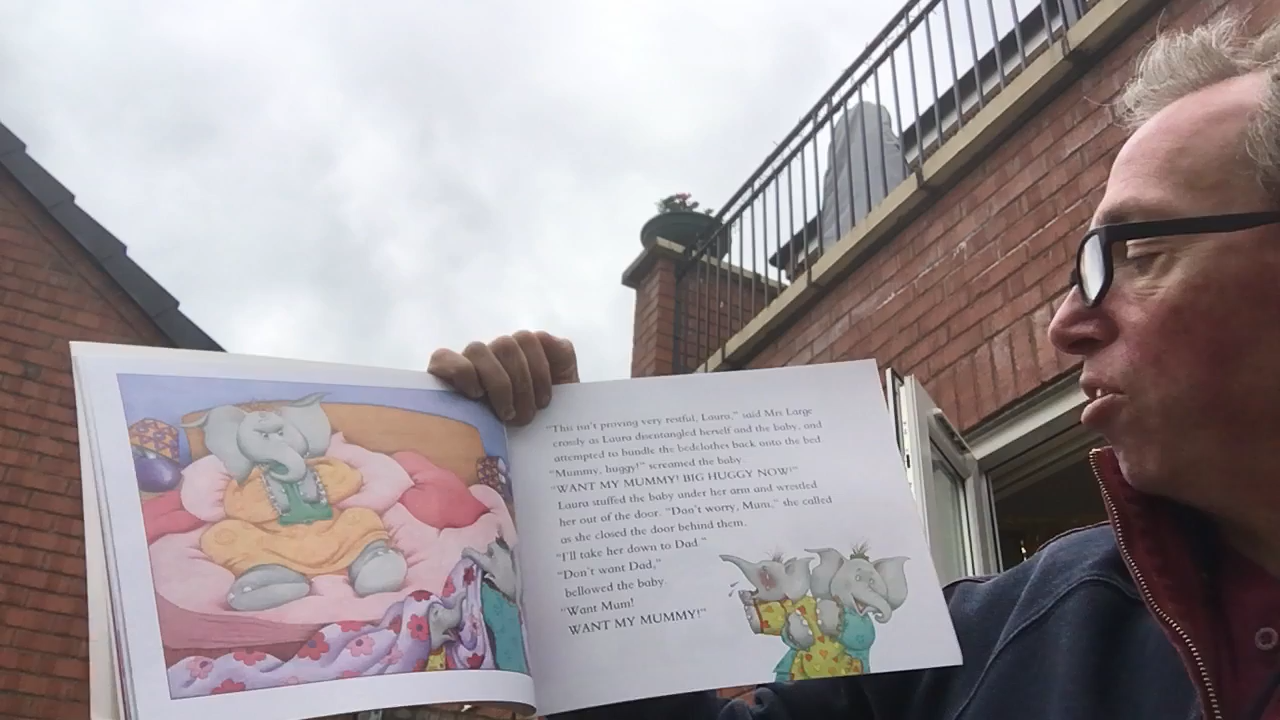 "This isn't proving very restful, Laura," said Mrs Large
crossly as Laura disentangled herself and the baby, and
attempted to bundle the bedclothes back onto the bed
"Mummy, huggy!" screamed the baby.
"WANT MY MUMMY! BIG HUGGY NOW!"
Laura stuffed the baby under her arm and wrestled
her out of the door. "Don't worry, Mum," she called
as she closed the door behind them.
"I'll take her down to Dad."
"Don't want Dad,"
bellowed the baby.
"Want Mum!
WANT MY MUMMY!"